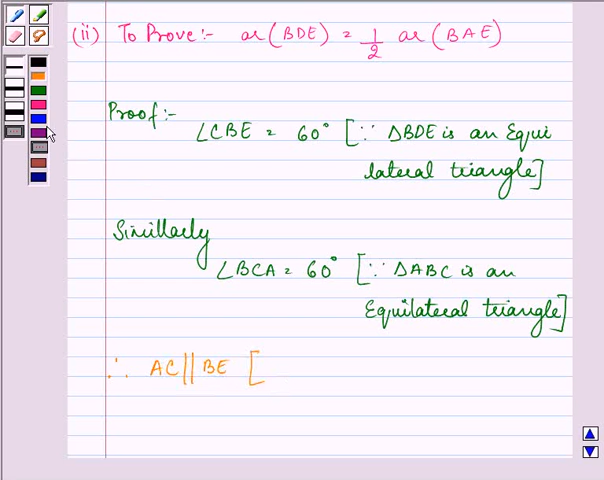 (ii) To Prove:- ar(BDE) = 1/2 ar(BAE)
Proof:-
∠CBE = 60° [∵ ΔBDE is an Equi
lateral triangle]
Simillarly
∠BCA = 60° [∵ ΔABC is an
Equilateral triangle]
∴ AC||BE [